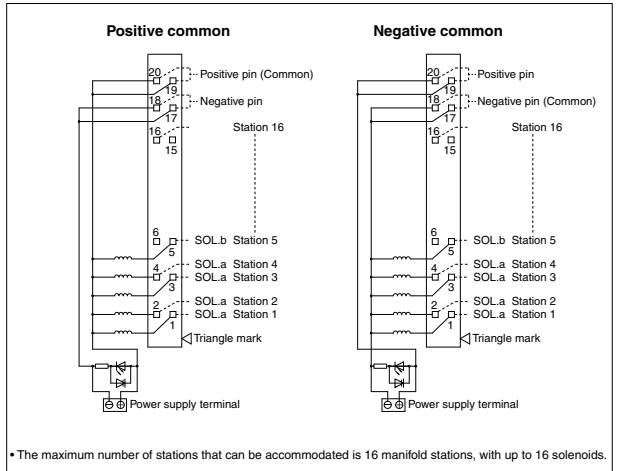 Positive common
20
Positive pin (Common)
19
18
Negative pin
17
16
Station 16
15
6
SOL.b Station 5
5
SOL.a Station 4
4
SOL.a Station 3
3
SOL.a Station 2
2
SOL.a Station 1
1
Triangle mark
⊖ ⊕ Power supply terminal
Negative common
20
Positive pin
19
18
Negative pin (Common)
17
16
Station 16
15
6
SOL.b Station 5
5
SOL.a Station 4
4
SOL.a Station 3
3
SOL.a Station 2
2
SOL.a Station 1
1
Triangle mark
⊖ ⊕ Power supply terminal
• The maximum number of stations that can be accommodated is 16 manifold stations, with up to 16 solenoids.